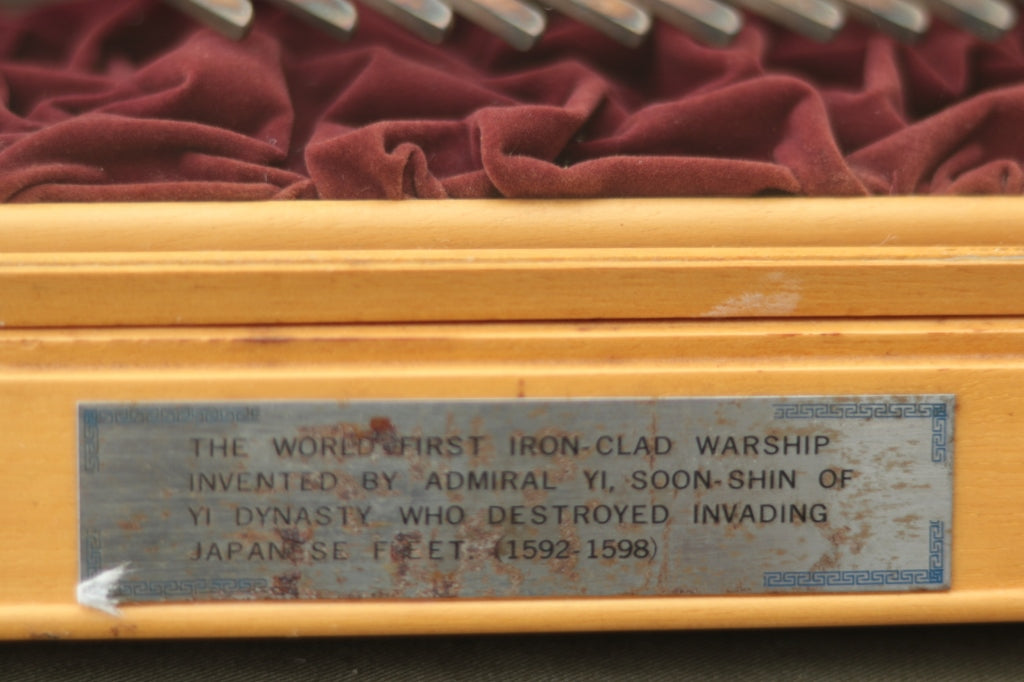 THE WORLD FIRST IRON-CLAD WARSHIP
INVENTED BY ADMIRAL YI, SOON-SHIN OF
YI DYNASTY WHO DESTROYED INVADING
JAPANESE FLEET. (1592-1598)